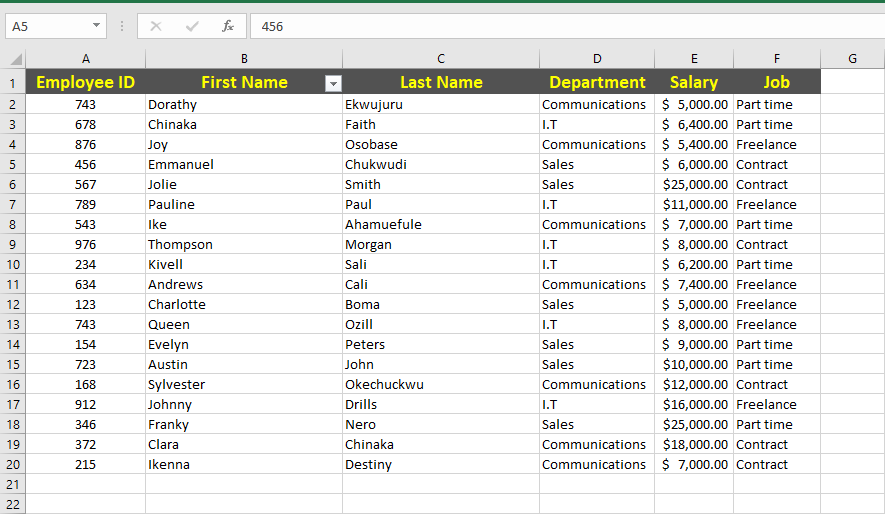 A5 fx 456
A B C D E F G
1 Employee ID First Name Last Name Department Salary Job
2 743 Dorathy Ekwujuru Communications $ 5,000.00 Part time
3 678 Chinaka Faith I.T $ 6,400.00 Part time
4 876 Joy Osobase Communications $ 5,400.00 Freelance
5 456 Emmanuel Chukwudi Sales $ 6,000.00 Contract
6 567 Jolie Smith Sales $25,000.00 Contract
7 789 Pauline Paul I.T $11,000.00 Freelance
8 543 Ike Ahamuefule Communications $ 7,000.00 Part time
9 976 Thompson Morgan I.T $ 8,000.00 Contract
10 234 Kivell Sali I.T $ 6,200.00 Part time
11 634 Andrews Cali Communications $ 7,400.00 Freelance
12 123 Charlotte Boma Sales $ 5,000.00 Freelance
13 743 Queen Ozill I.T $ 8,000.00 Freelance
14 154 Evelyn Peters Sales $ 9,000.00 Part time
15 723 Austin John Sales $10,000.00 Part time
16 168 Sylvester Okechuckwu Communications $12,000.00 Contract
17 912 Johnny Drills I.T $16,000.00 Freelance
18 346 Franky Nero Sales $25,000.00 Part time
19 372 Clara Chinaka Communications $18,000.00 Contract
20 215 Ikenna Destiny Communications $ 7,000.00 Contract
21
22